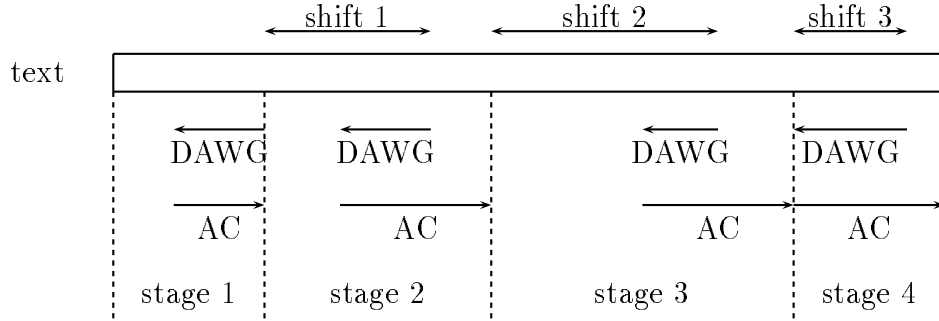 shift 1 shift 2 shift 3
text
DAWG DAWG DAWG DAWG
AC AC AC AC
stage 1 stage 2 stage 3 stage 4